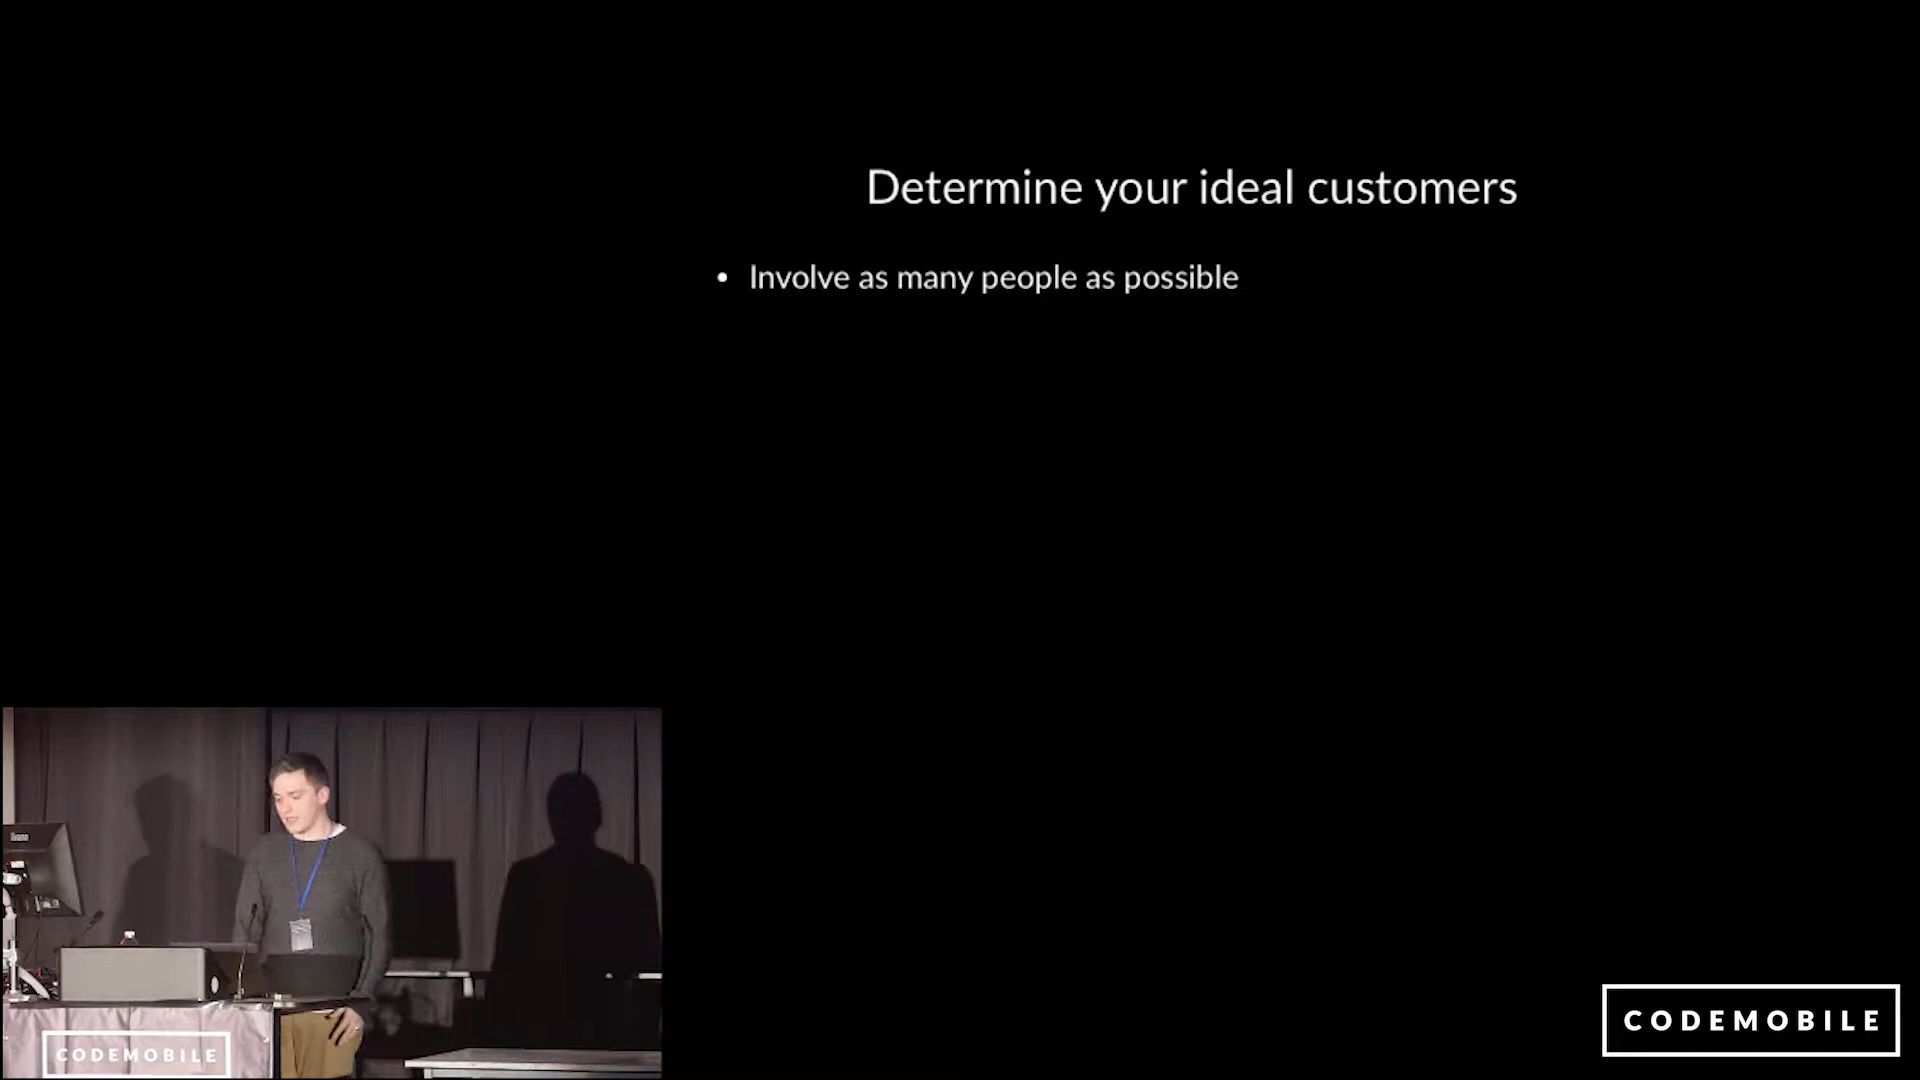 Determine your ideal customers
• Involve as many people as possible
CODEMOBILE
CODEMOBILE